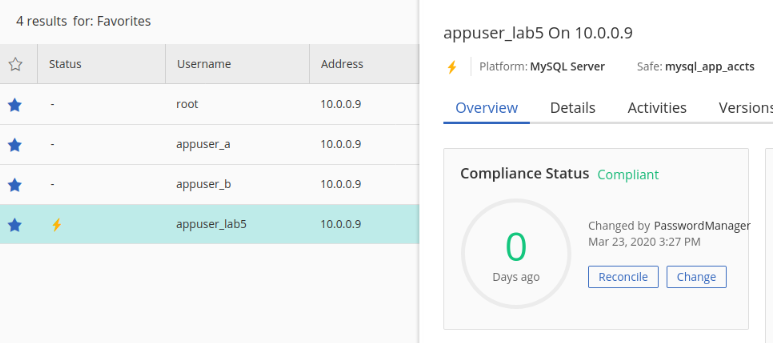 4 results for: Favorites
Status Username Address
- root 10.0.0.9
- appuser_a 10.0.0.9
- appuser_b 10.0.0.9
appuser_lab5 10.0.0.9
appuser_lab5 On 10.0.0.9
Platform: MySQL Server Safe: mysql_app_accts
Overview Details Activities Versions
Compliance Status Compliant
0
Days ago
Changed by PasswordManager
Mar 23, 2020 3:27 PM
Reconcile Change